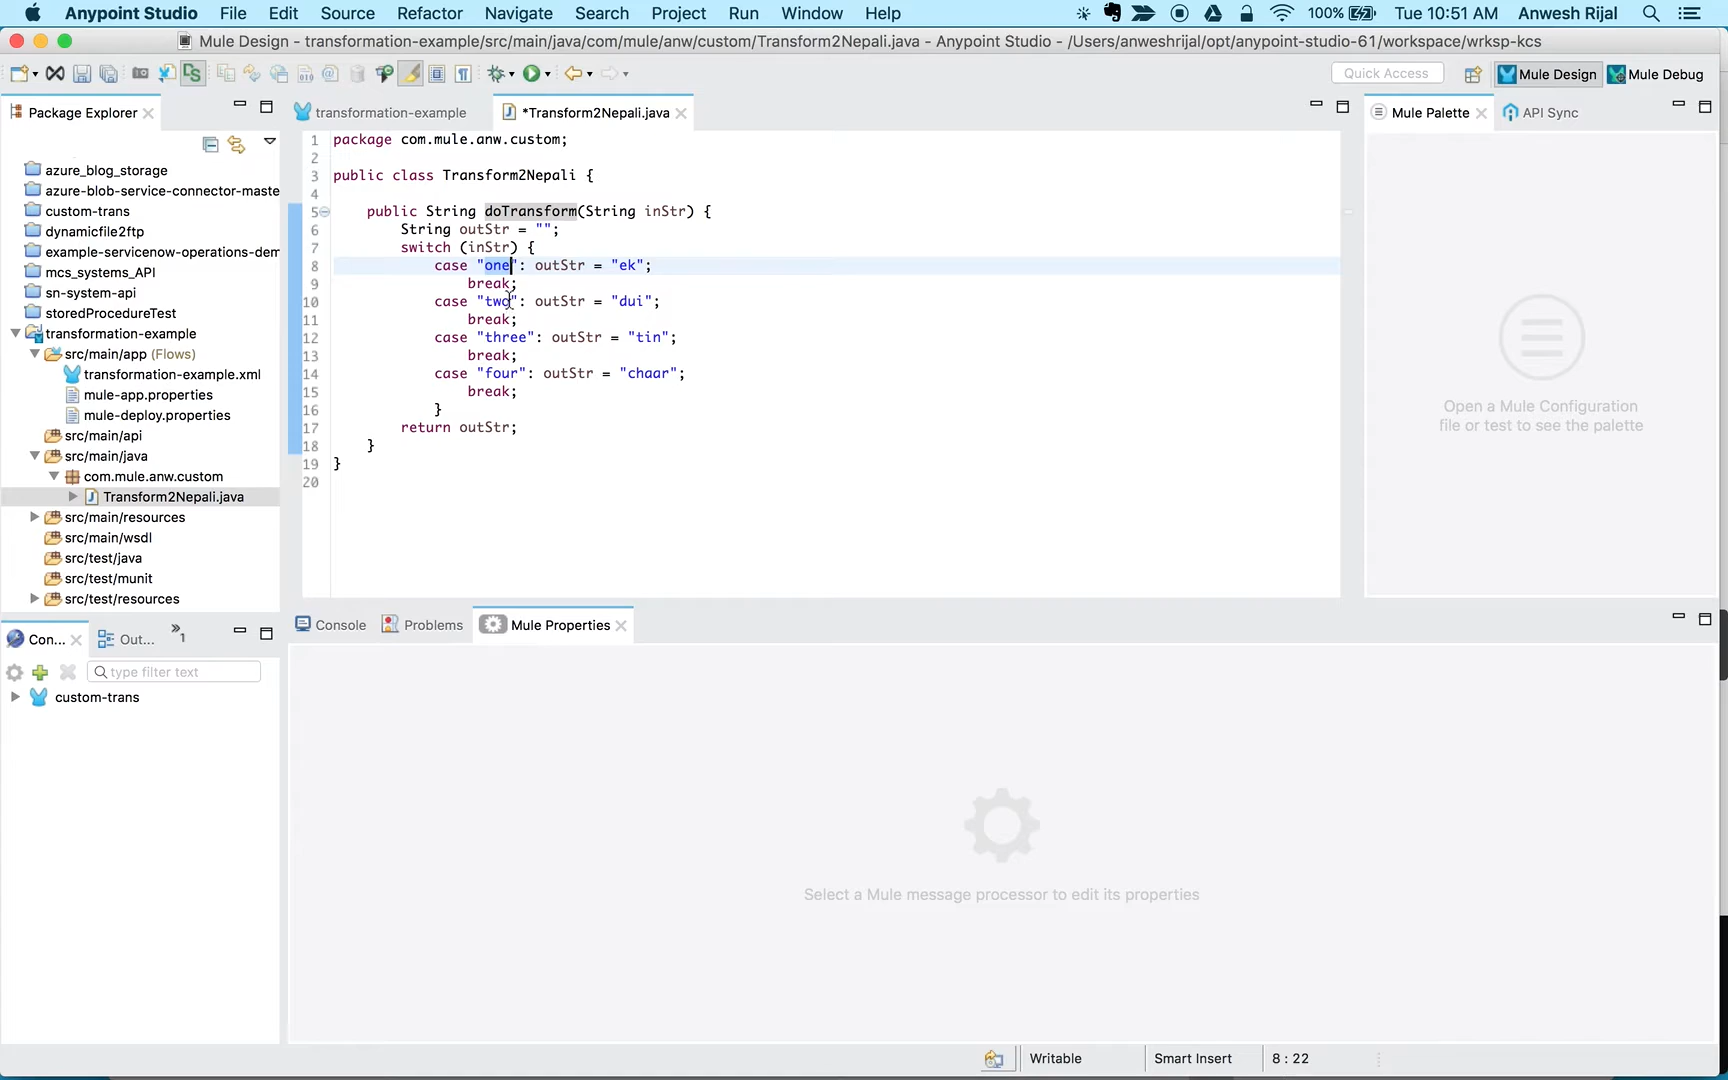 Anypoint Studio File Edit Source Refactor Navigate Search Project Run Window Help 100% Tue 10:51 AM Anwesh Rijal
Mule Design - transformation-example/src/main/java/com/mule/anw/custom/Transform2Nepali.java - Anypoint Studio - /Users/anweshrijal/opt/anypoint-studio-61/workspace/wrksp-kcs
Quick Access Mule Design Mule Debug
Package Explorer
azure_blog_storage
azure-blob-service-connector-maste
custom-trans
dynamicfile2ftp
example-servicenow-operations-dem
mcs_systems_API
sn-system-api
storedProcedureTest
transformation-example
src/main/app (Flows)
transformation-example.xml
mule-app.properties
mule-deploy.properties
src/main/api
src/main/java
com.mule.anw.custom
Transform2Nepali.java
src/main/resources
src/main/wsdl
src/test/java
src/test/munit
src/test/resources
transformation-example *Transform2Nepali.java
1 package com.mule.anw.custom;
2
3 public class Transform2Nepali {
4
5 public String doTransform(String inStr) {
6 String outStr = "";
7 switch (inStr) {
8 case "one": outStr = "ek";
9 break;
10 case "two": outStr = "dui";
11 break;
12 case "three": outStr = "tin";
13 break;
14 case "four": outStr = "chaar";
15 break;
16 }
17 return outStr;
18 }
19 }
20
Mule Palette API Sync
Open a Mule Configuration
file or test to see the palette
Con... Out... »1
type filter text
custom-trans
Console Problems Mule Properties
Select a Mule message processor to edit its properties
Writable Smart Insert 8 : 22